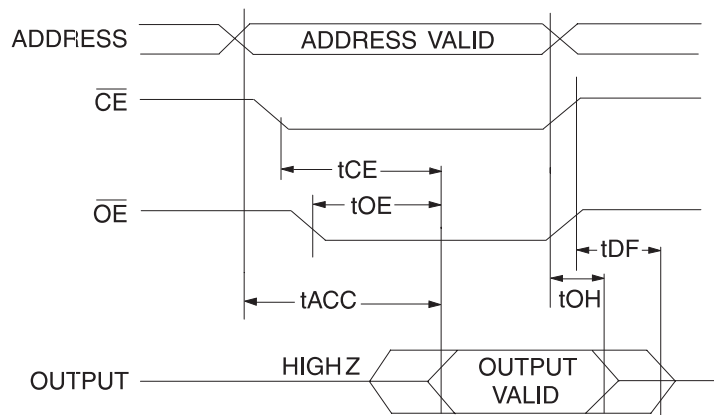 ADDRESS
ADDRESS VALID
CE
tCE
OE
tOE
tDF
tACC
tOH
HIGH Z
OUTPUT
OUTPUT
VALID